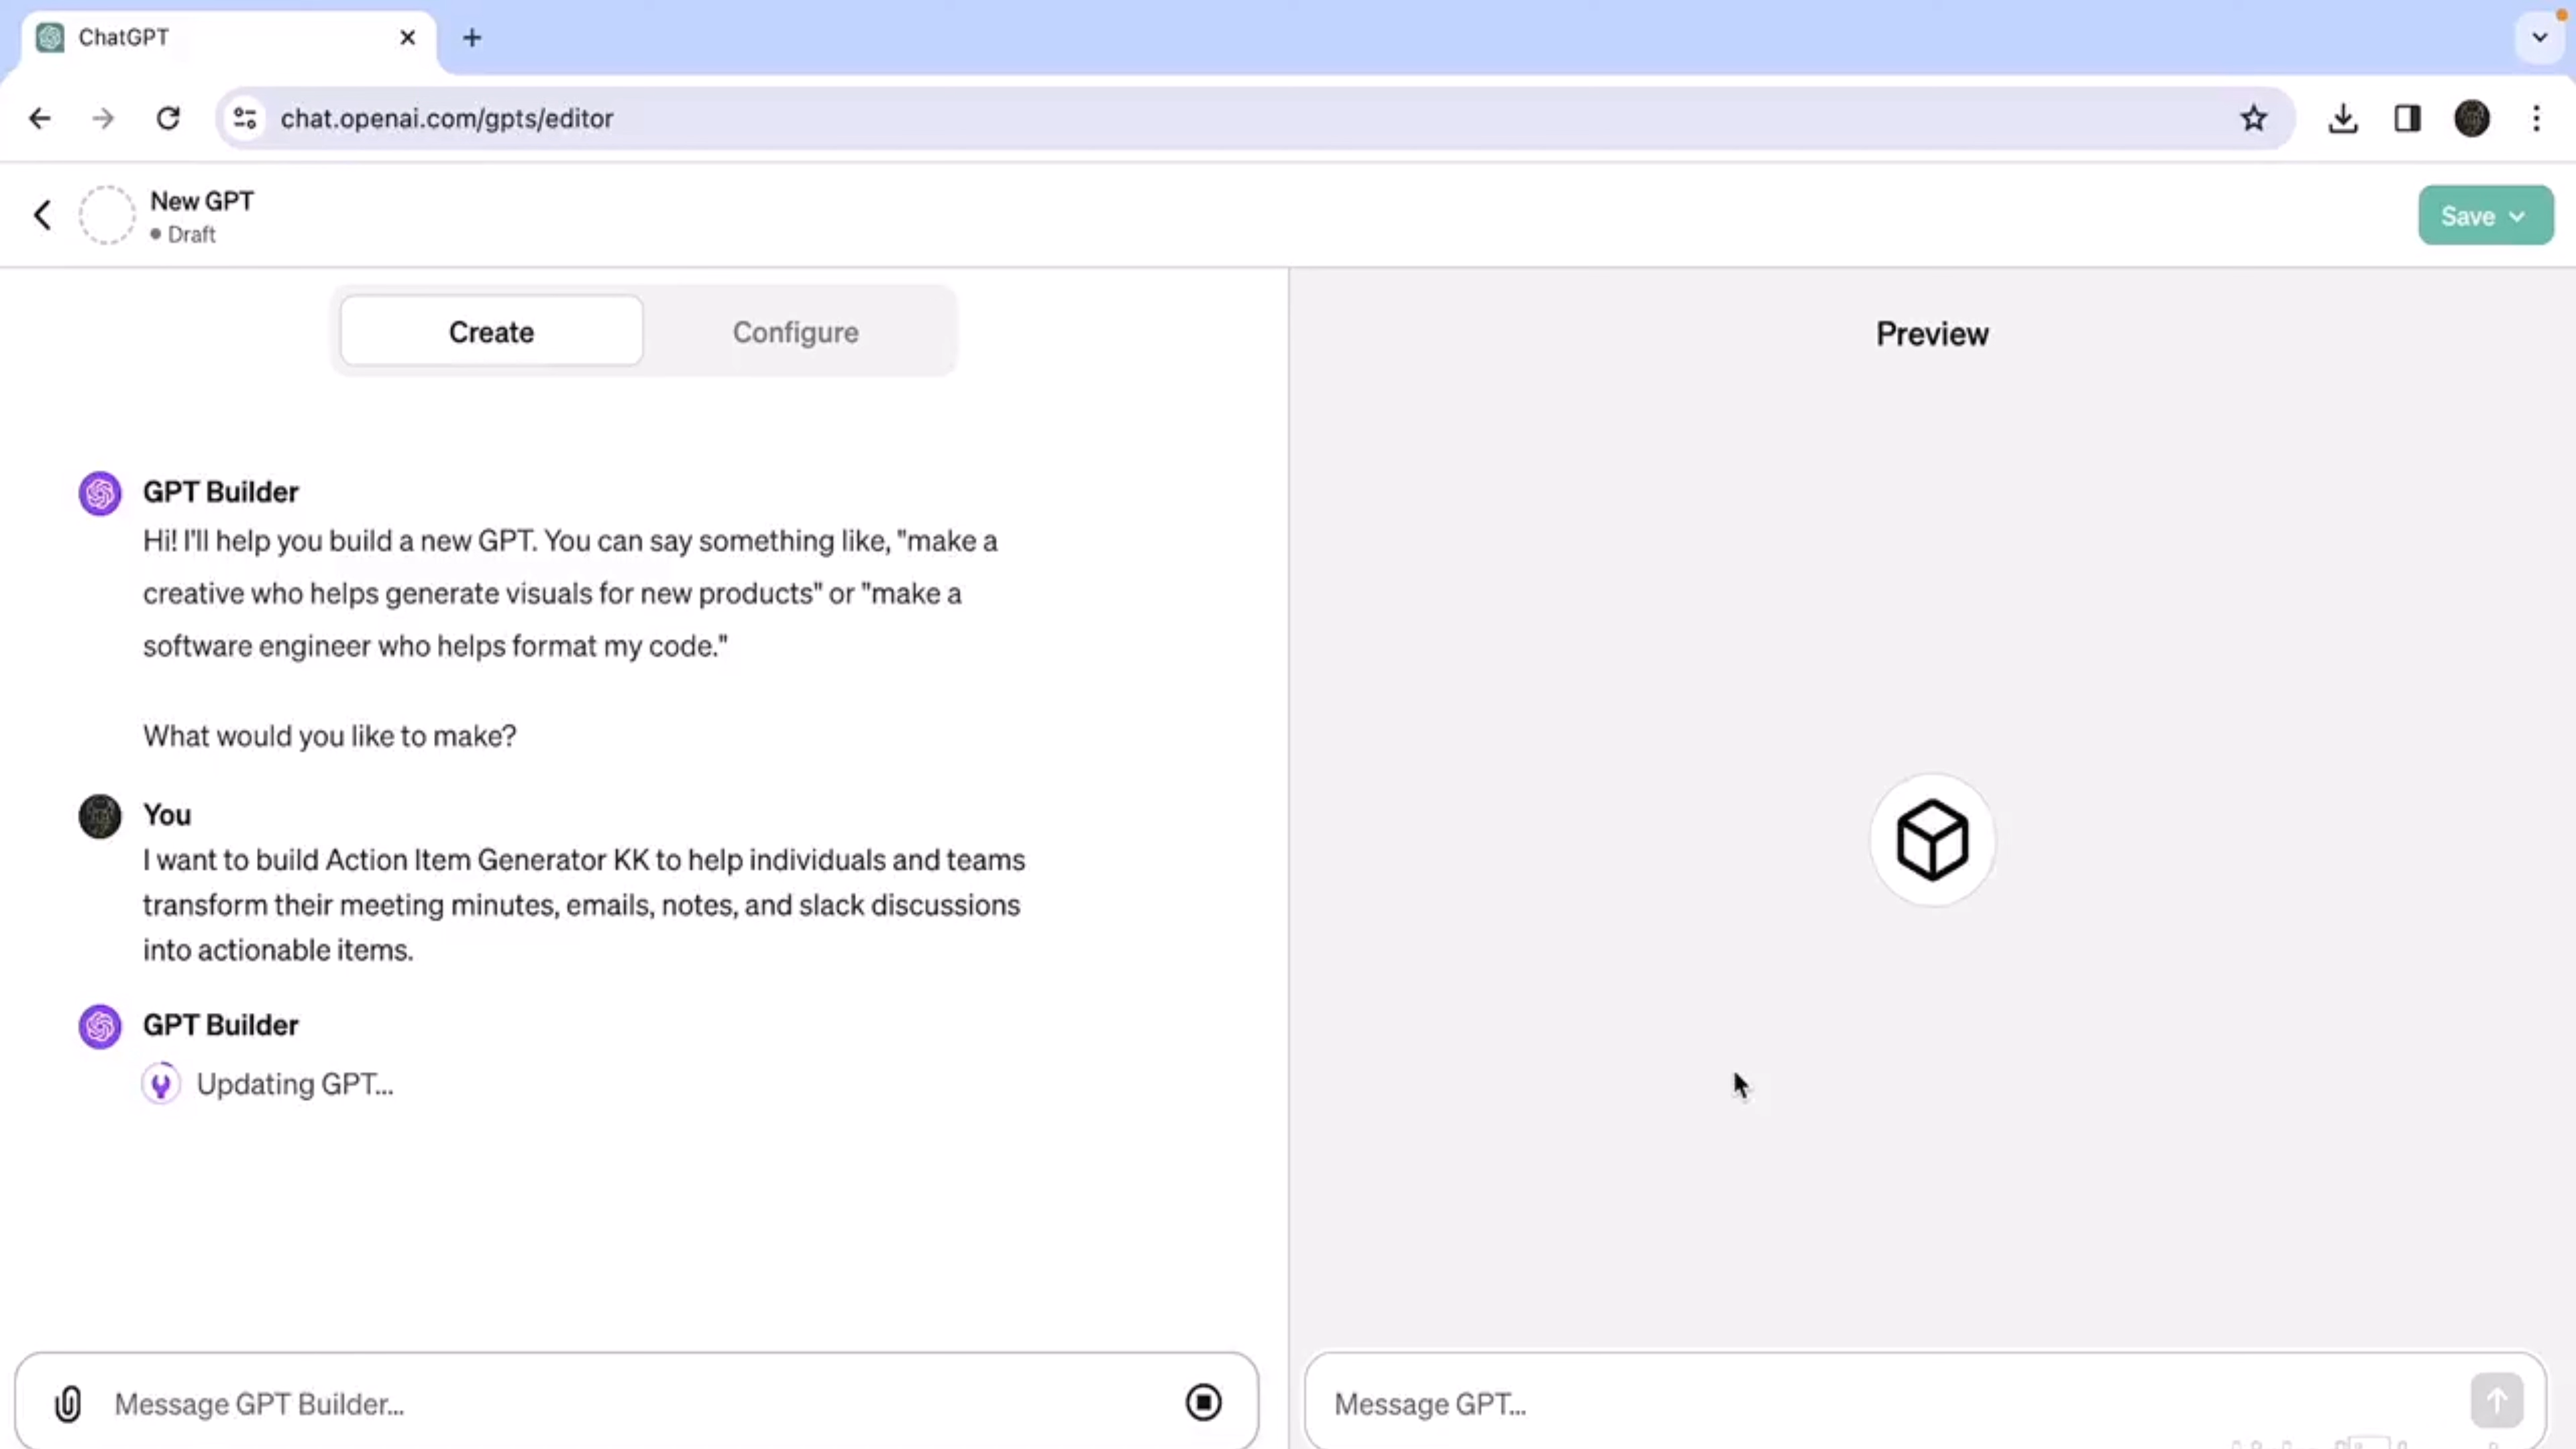 ChatGPT
chat.openai.com/gpts/editor
New GPT
Draft
Save
Create
Configure
Preview
GPT Builder
Hi! I'll help you build a new GPT. You can say something like, "make a
creative who helps generate visuals for new products" or "make a
software engineer who helps format my code."
What would you like to make?
You
I want to build Action Item Generator KK to help individuals and teams
transform their meeting minutes, emails, notes, and slack discussions
into actionable items.
GPT Builder
Updating GPT...
Message GPT Builder...
Message GPT...